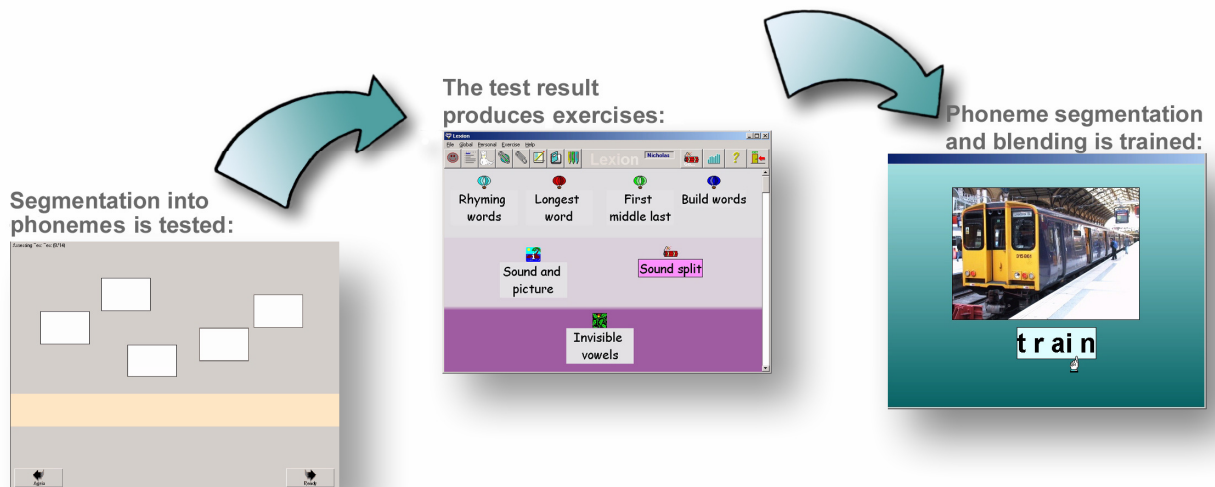 The test result
produces exercises:
Phoneme segmentation
and blending is trained:
Segmentation into
phonemes is tested:
Lexion
File Global Personal Exercise Help
Lexion Nicholas
Rhyming words
Longest word
First middle last
Build words
Sound and picture
Sound split
Invisible vowels
t r ai n
Again
Ready